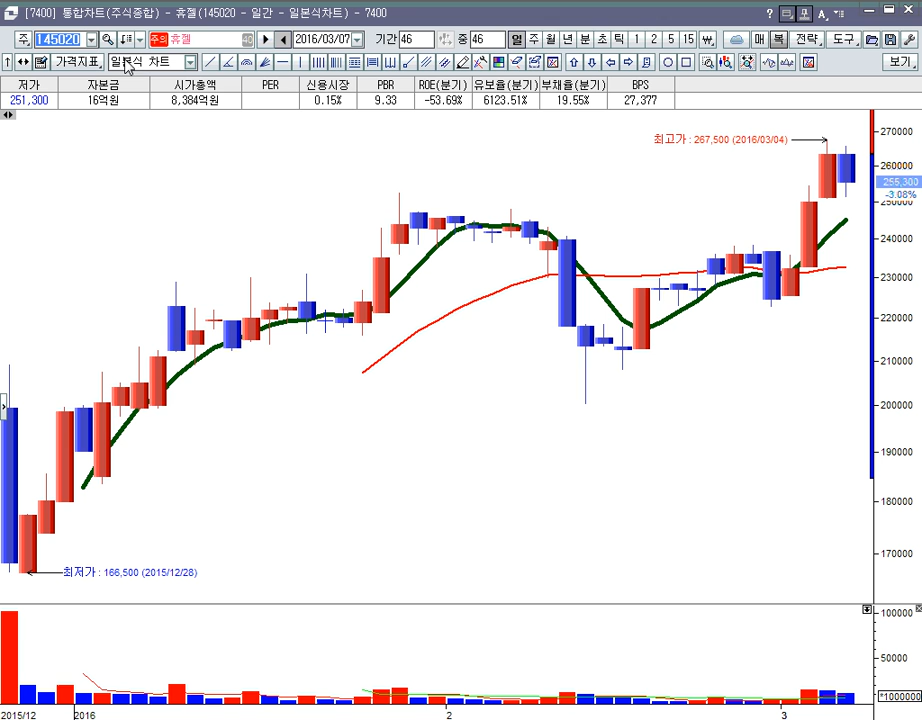 [7400] 통합차트(주식종합) - 휴젤(145020 - 일간 - 일본식차트) - 7400
주 145020 주의 휴젤 40 2016/03/07 기간 46 중 46 일 주 월 년 분 초 틱 1 2 3 5 15 ₩ 매 복 전략 도구
가격지표 일본식 차트 보기
저가 자본금 시가총액 PER 신용시장 PBR ROE(분기) 유보율(분기) 부채율(분기) BPS
251,300 16억원 8,384억원 0.15% 9.33 -53.69% 6123.51% 19.55% 27,377
270000
최고가 : 267,500 (2016/03/04)
260000
255,300
-3.08%
250000
240000
230000
220000
210000
200000
190000
180000
170000
최저가 : 166,500 (2015/12/28)
100000
50000
*1000000
2015/12 2016 2 3